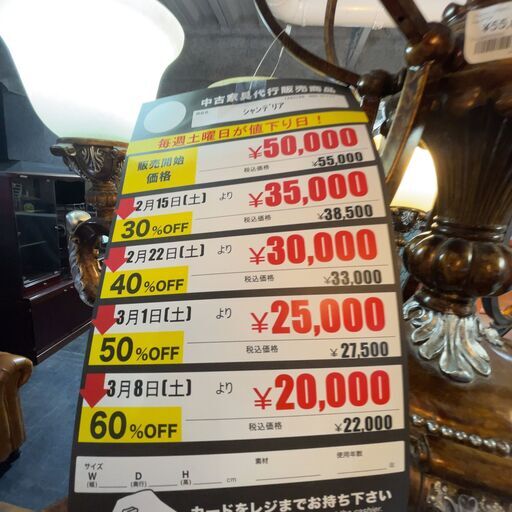 中古家具代行販売商品
シャンデリア
毎週土曜日が値下り日！
販売開始価格 ¥50,000
税込価格 ¥55,000
2月15日(土) より ¥35,000
30%OFF 税込価格 ¥38,500
2月22日(土) より ¥30,000
40%OFF 税込価格 ¥33,000
3月1日(土) より ¥25,000
50%OFF 税込価格 ¥27,500
3月8日(土) より ¥20,000
60%OFF 税込価格 ¥22,000
サイズ 素材 使用年数
W(幅) D(奥行) H(高) cm 年
カードをレジまでお持ち下さい